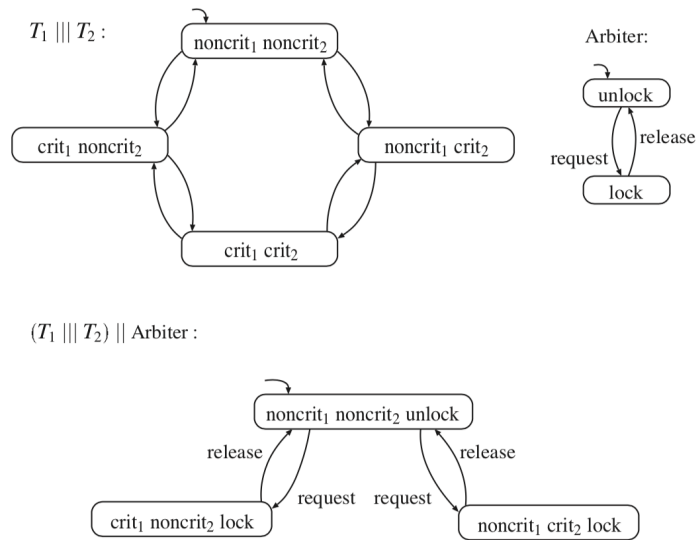 T₁ ||| T₂ :
noncrit₁ noncrit₂
Arbiter:
unlock
crit₁ noncrit₂
noncrit₁ crit₂
release
request
lock
crit₁ crit₂
(T₁ ||| T₂) || Arbiter :
noncrit₁ noncrit₂ unlock
release
release
request
request
crit₁ noncrit₂ lock
noncrit₁ crit₂ lock